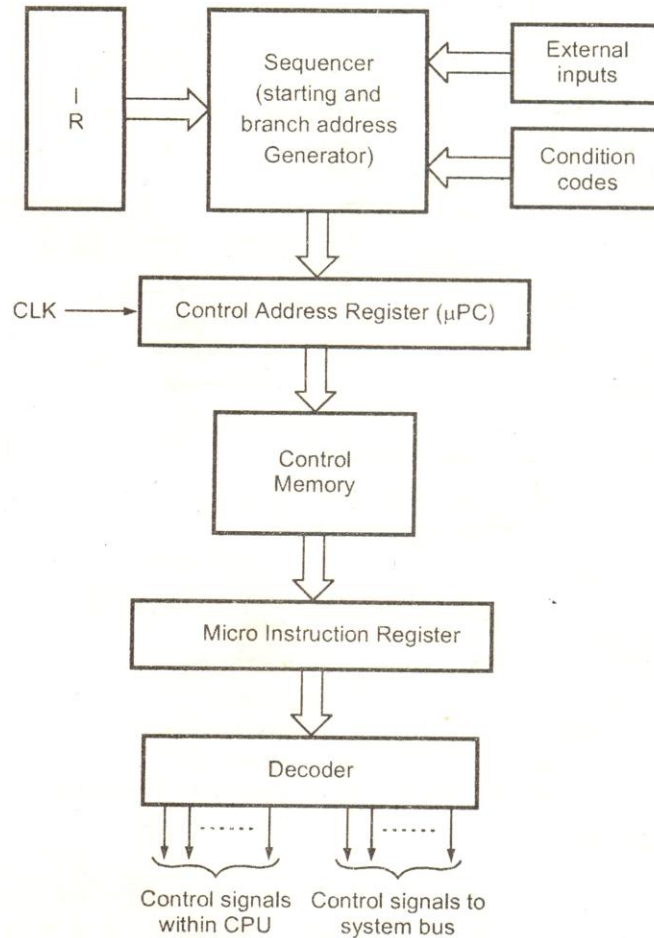 I
R
Sequencer
(starting and
branch address
Generator)
External
inputs
Condition
codes
CLK
Control Address Register (μPC)
Control
Memory
Micro Instruction Register
Decoder
Control signals
within CPU
Control signals to
system bus